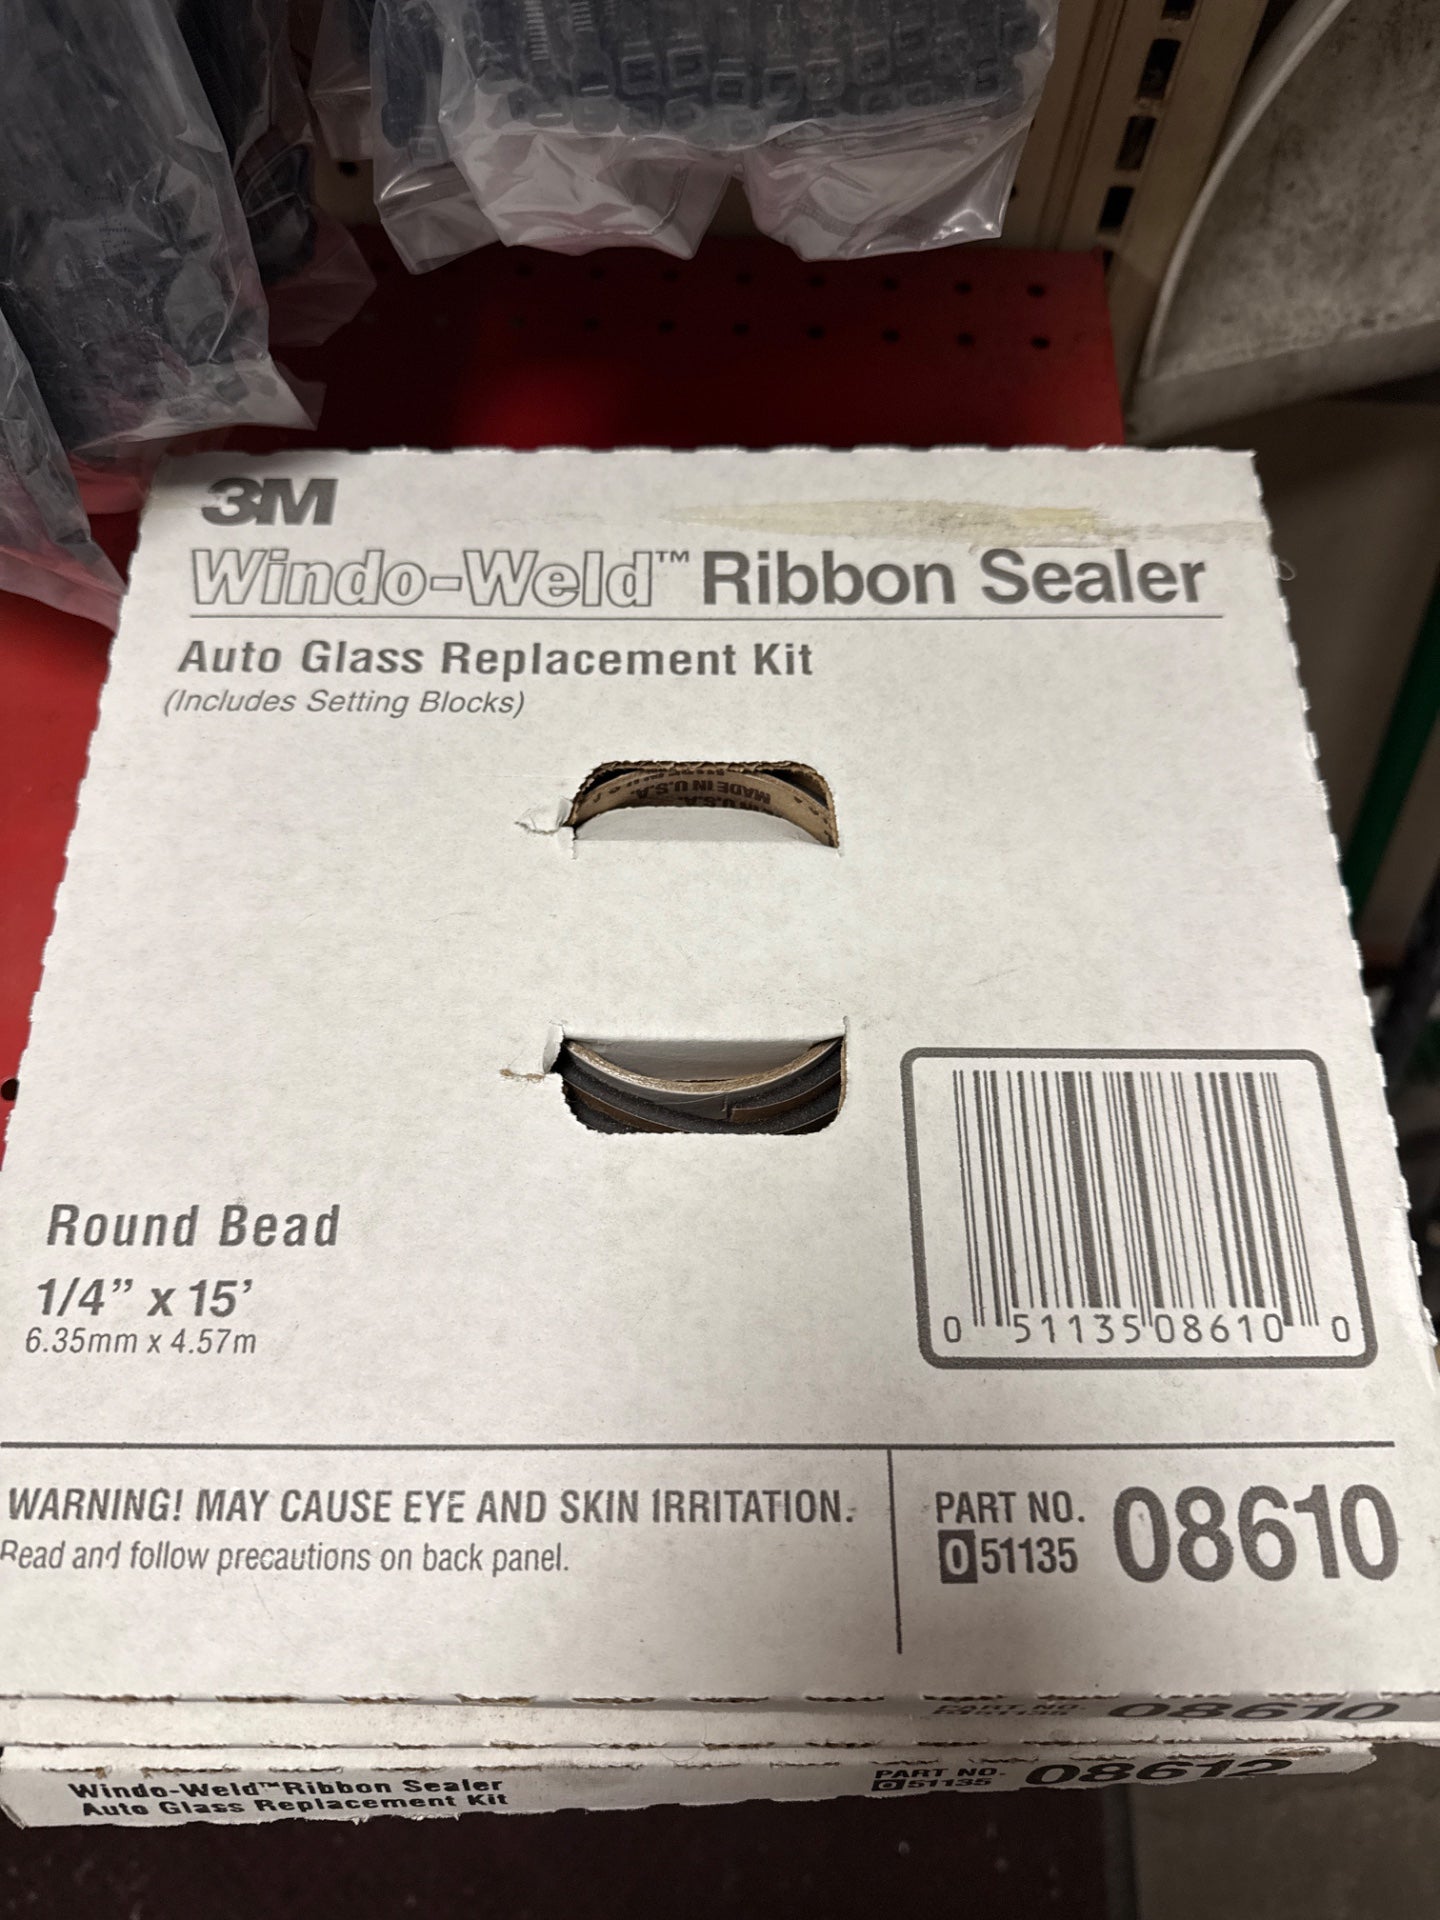 3M
Windo-Weld™ Ribbon Sealer
Auto Glass Replacement Kit
(Includes Setting Blocks)
MADE IN U.S.A.
Round Bead
1/4” x 15’
6.35mm x 4.57m
0 51135 08610 0
WARNING! MAY CAUSE EYE AND SKIN IRRITATION.
Read and follow precautions on back panel.
PART NO.
0 51135 08610
PART NO.
051135 08610
Windo-Weld™ Ribbon Sealer
Auto Glass Replacement Kit
PART NO.
0 51135 08612